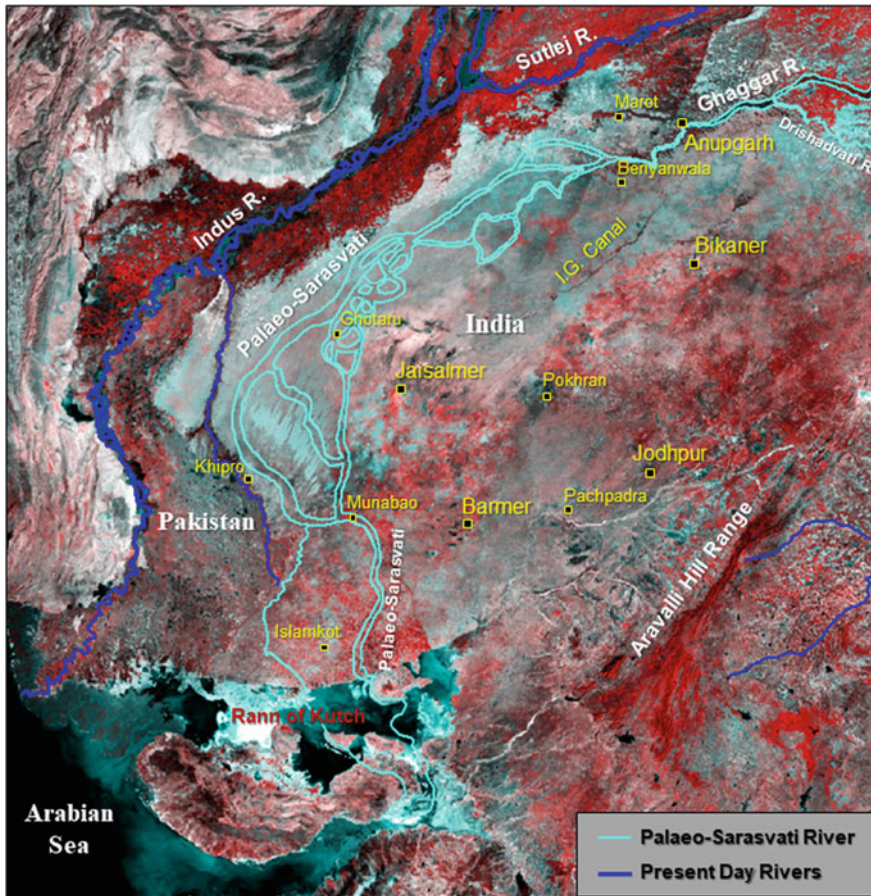 Sutlej R.
Ghaggar R.
Marot
Anupgarh
Drishadvati R
Beriyanwala
Indus R.
I.G. Canal
Bikaner
Palaeo-Sarasvati
Ghotaru
India
Jaisalmer
Pokhran
Khipro
Jodhpur
Munabao
Barmer
Pachpadra
Pakistan
Aravalli Hill Range
Palaeo-Sarasvati
Islamkot
Rann of Kutch
Arabian
Sea
Palaeo-Sarasvati River
Present Day Rivers